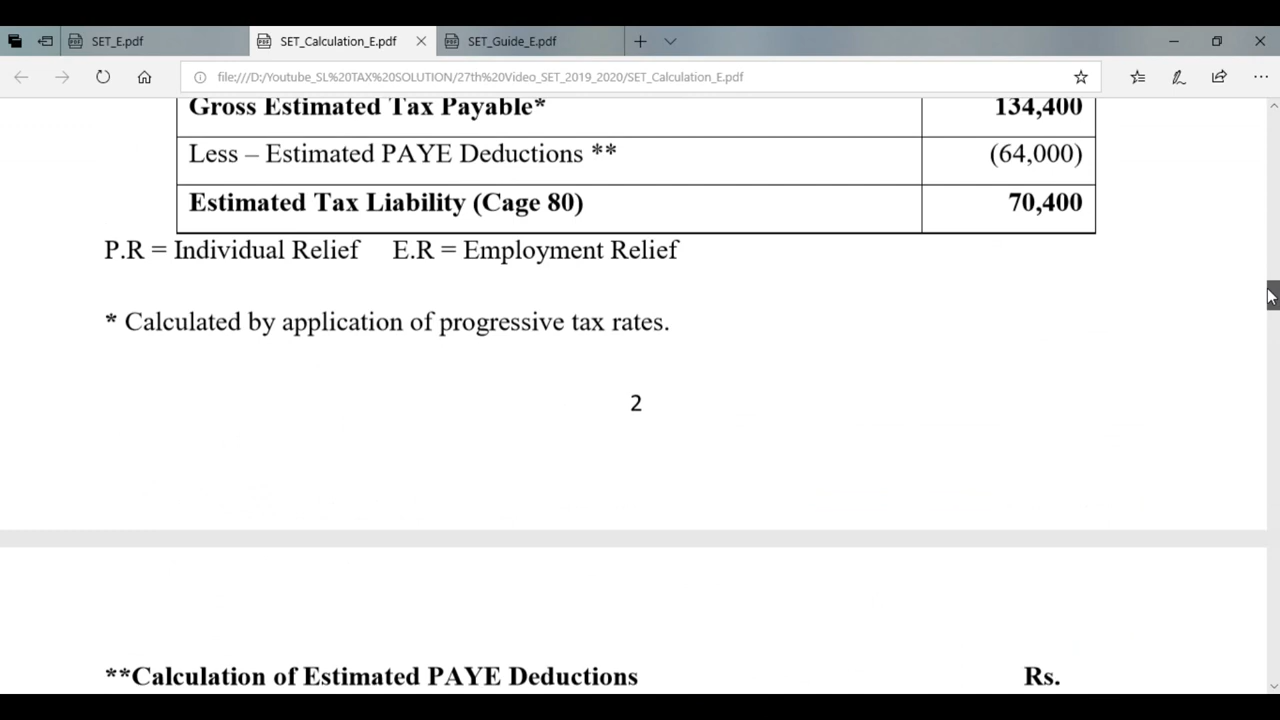 SET_E.pdf
SET_Calculation_E.pdf
SET_Guide_E.pdf
file:///D:/Youtube_SL%20TAX%20SOLUTION/27th%20Video_SET_2019_2020/SET_Calculation_E.pdf
Gross Estimated Tax Payable* 134,400
Less – Estimated PAYE Deductions ** (64,000)
Estimated Tax Liability (Cage 80) 70,400
P.R = Individual Relief E.R = Employment Relief
* Calculated by application of progressive tax rates.
2
**Calculation of Estimated PAYE Deductions Rs.